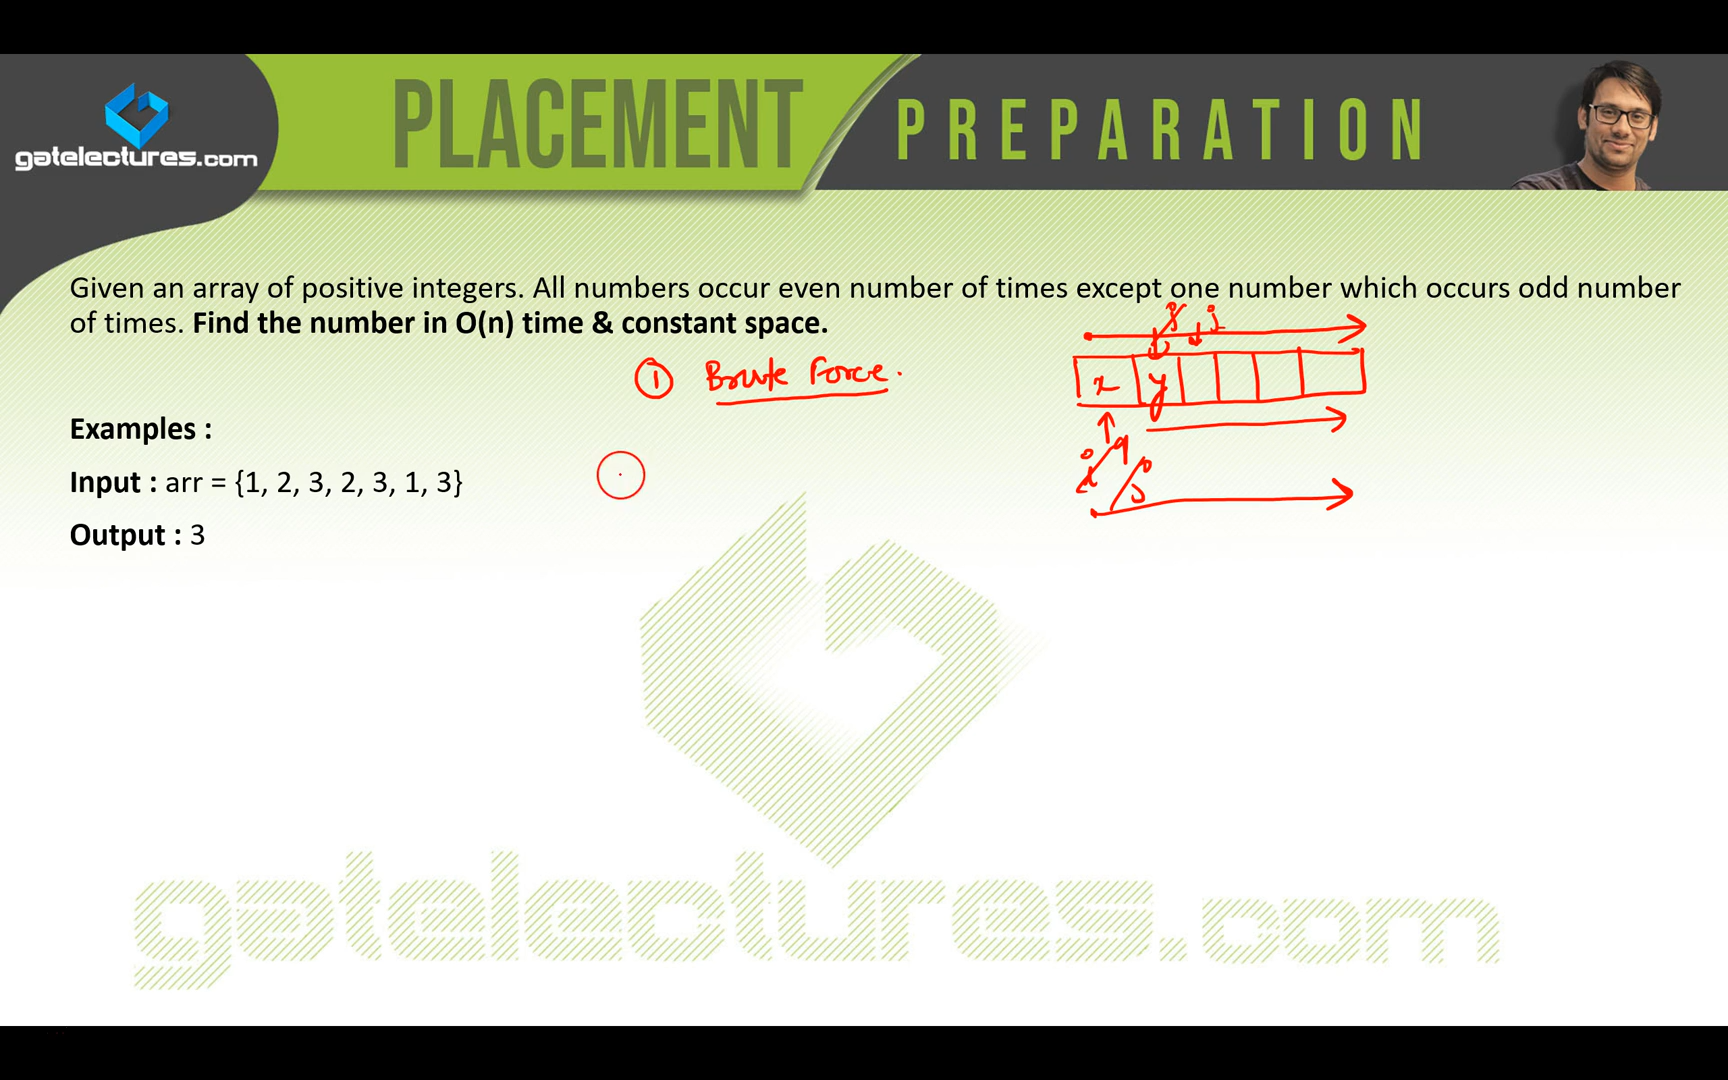 gatelectures.com
PLACEMENT PREPARATION
Given an array of positive integers. All numbers occur even number of times except one number which occurs odd number
of times. Find the number in O(n) time & constant space.
① Brute Force.
j j
x y
Examples :
Input : arr = {1, 2, 3, 2, 3, 1, 3}
Output : 3
gatelectures.com